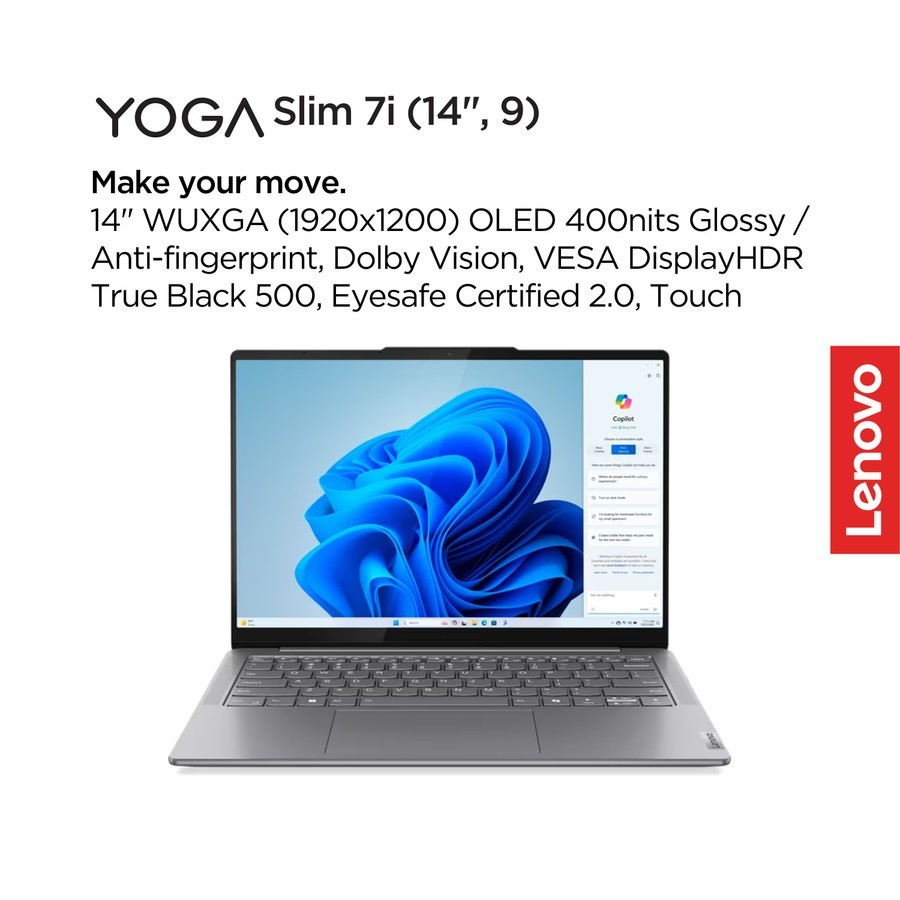 YOGA Slim 7i (14", 9)
Make your move.
14" WUXGA (1920x1200) OLED 400nits Glossy /
Anti-fingerprint, Dolby Vision, VESA DisplayHDR
True Black 500, Eyesafe Certified 2.0, Touch
Lenovo
Copilot
Lenovo